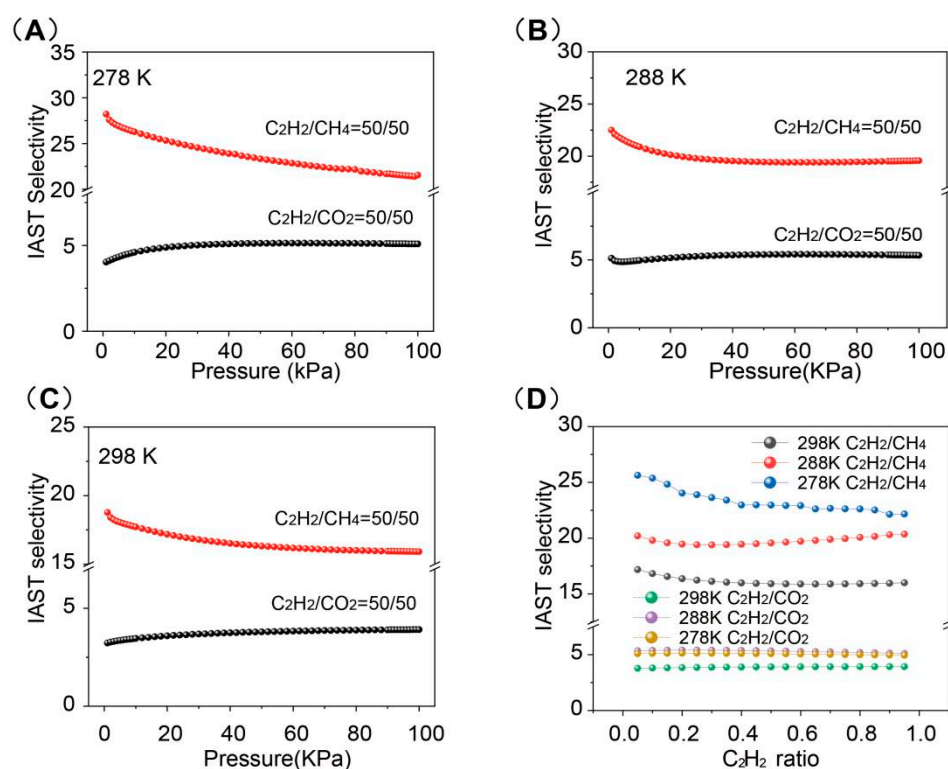 (A)
35
30
25
20
5
0
IAST Selectivity
278 K
C₂H₂/CH₄=50/50
C₂H₂/CO₂=50/50
0 20 40 60 80 100
Pressure (kPa)
(B)
30
25
20
5
0
IAST selectivity
288 K
C₂H₂/CH₄=50/50
C₂H₂/CO₂=50/50
0 20 40 60 80 100
Pressure(KPa)
(C)
25
20
15
5
0
IAST selectivity
298 K
C₂H₂/CH₄=50/50
C₂H₂/CO₂=50/50
0 20 40 60 80 100
Pressure(KPa)
(D)
30
25
20
15
5
0
IAST selectivity
298K C₂H₂/CH₄
288K C₂H₂/CH₄
278K C₂H₂/CH₄
298K C₂H₂/CO₂
288K C₂H₂/CO₂
278K C₂H₂/CO₂
0.0 0.2 0.4 0.6 0.8 1.0
C₂H₂ ratio